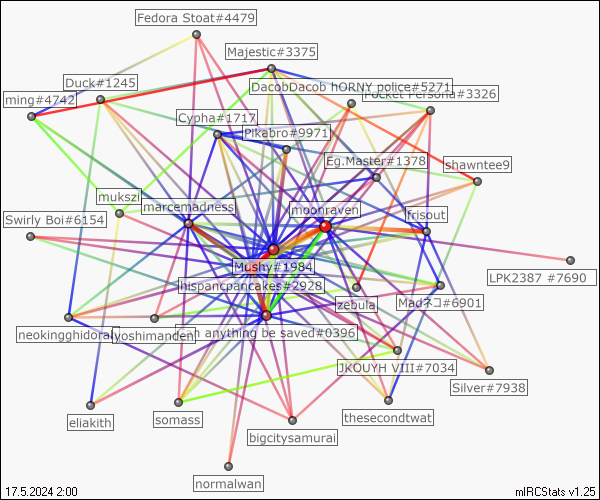 Fedora Stoat#4479
Majestic#3375
Duck#1245
DacobDacob hORNY police#5271
Pocket Persona#3326
ming#4742
Cypha#1717
Pikabro#9971
Eg.Master#1378
shawntee9
mukszi
marcemadness
moonraven
frisout
Swirly Boi#6154
Mushy#1984
LPK2387 #7690
hispancpancakes#2928
zebulai
Madネコ#6901
neokingghidorah
yoshimanden
can anything be saved#0396
JKOUYH VIII#7034
Silver#7938
eliakith
somass
thesecondtwat
bigcitysamurai
normalwan
17.5.2024 2:00
mIRCStats v1.25